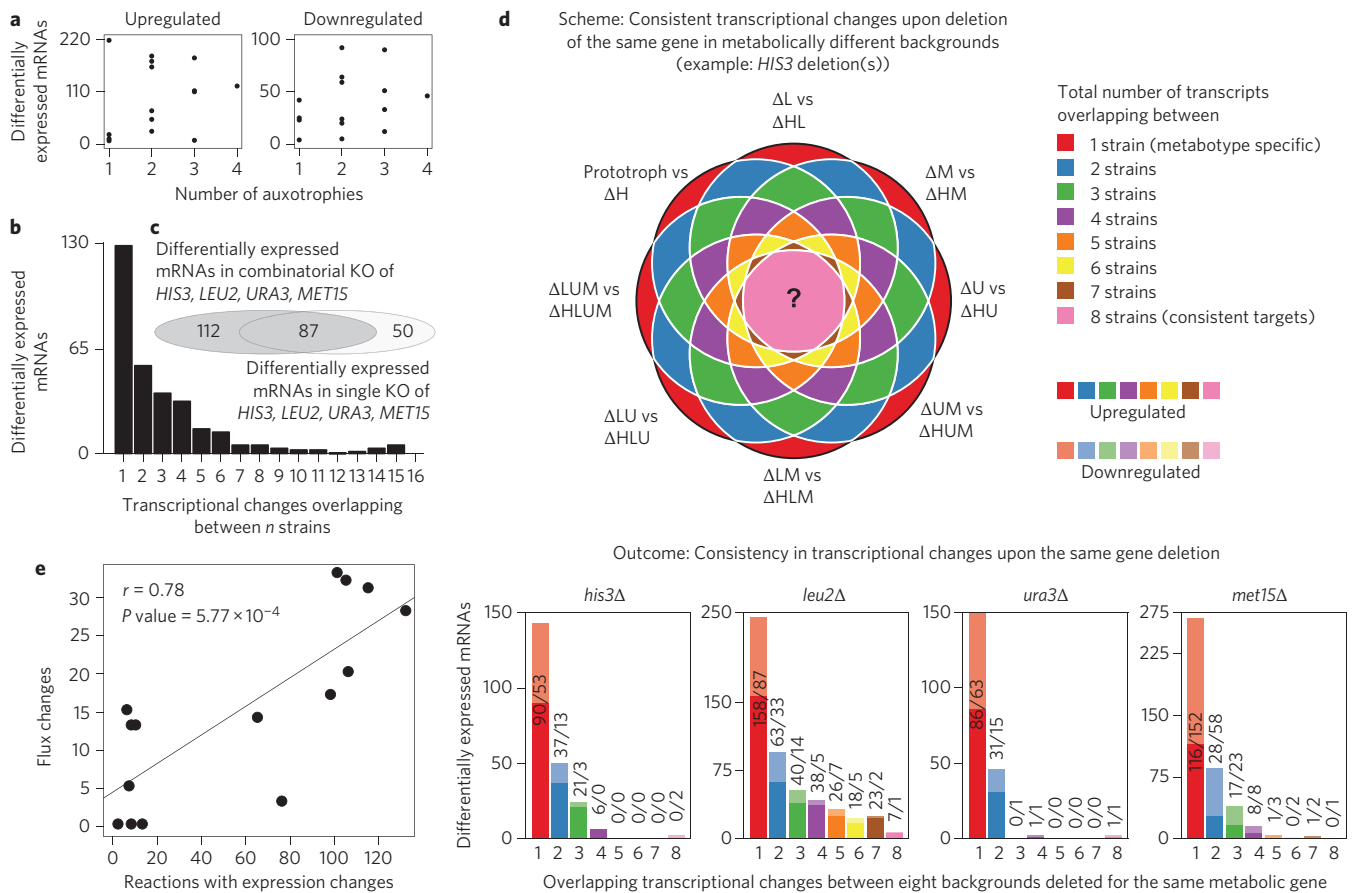 a
Upregulated
Downregulated
Differentially
expressed mRNAs
220
110
0
100
50
0
1 2 3 4
1 2 3 4
Number of auxotrophies
b
Differentially expressed
mRNAs
130
65
0
1 2 3 4 5 6 7 8 9 10 11 12 13 14 15 16
Transcriptional changes overlapping
between n strains
c
Differentially expressed
mRNAs in combinatorial KO of
HIS3, LEU2, URA3, MET15
112 87 50
Differentially expressed
mRNAs in single KO of
HIS3, LEU2, URA3, MET15
d
Scheme: Consistent transcriptional changes upon deletion
of the same gene in metabolically different backgrounds
(example: HIS3 deletion(s))
ΔL vs
ΔHL
ΔM vs
ΔHM
ΔU vs
ΔHU
ΔUM vs
ΔHUM
ΔLM vs
ΔHLM
ΔLU vs
ΔHLU
ΔLUM vs
ΔHLUM
Prototroph vs
ΔH
?
Total number of transcripts
overlapping between
1 strain (metabotype specific)
2 strains
3 strains
4 strains
5 strains
6 strains
7 strains
8 strains (consistent targets)
Upregulated
Downregulated
Outcome: Consistency in transcriptional changes upon the same gene deletion
Differentially expressed mRNAs
his3Δ
150
100
50
0
90/53
37/13
21/3
6/0
0/0
0/0
0/0
0/2
1 2 3 4 5 6 7 8
leu2Δ
250
150
75
0
158/87
63/33
40/14
38/5
26/7
18/5
23/2
7/1
1 2 3 4 5 6 7 8
ura3Δ
150
100
50
0
86/63
31/15
0/1
1/1
0/0
0/0
0/0
1/1
1 2 3 4 5 6 7 8
met15Δ
275
225
150
75
0
116/152
28/58
17/23
8/8
1/3
0/2
1/2
0/1
1 2 3 4 5 6 7 8
Overlapping transcriptional changes between eight backgrounds deleted for the same metabolic gene
e
r = 0.78
P value = 5.77 × 10⁻⁴
Flux changes
30
25
20
15
10
5
0
0 20 40 60 80 100 120
Reactions with expression changes